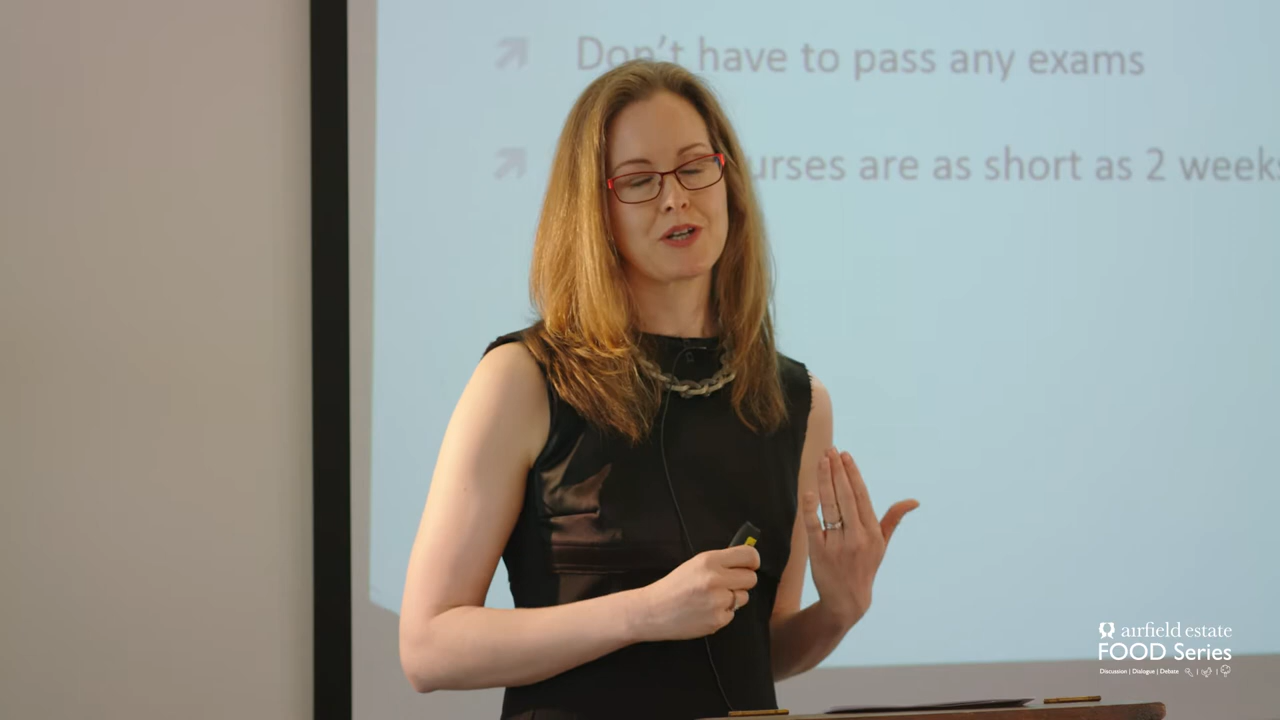 Don't have to pass any exams
urses are as short as 2 weeks
airfield estate
FOOD Series
Discussion | Dialogue | Debate